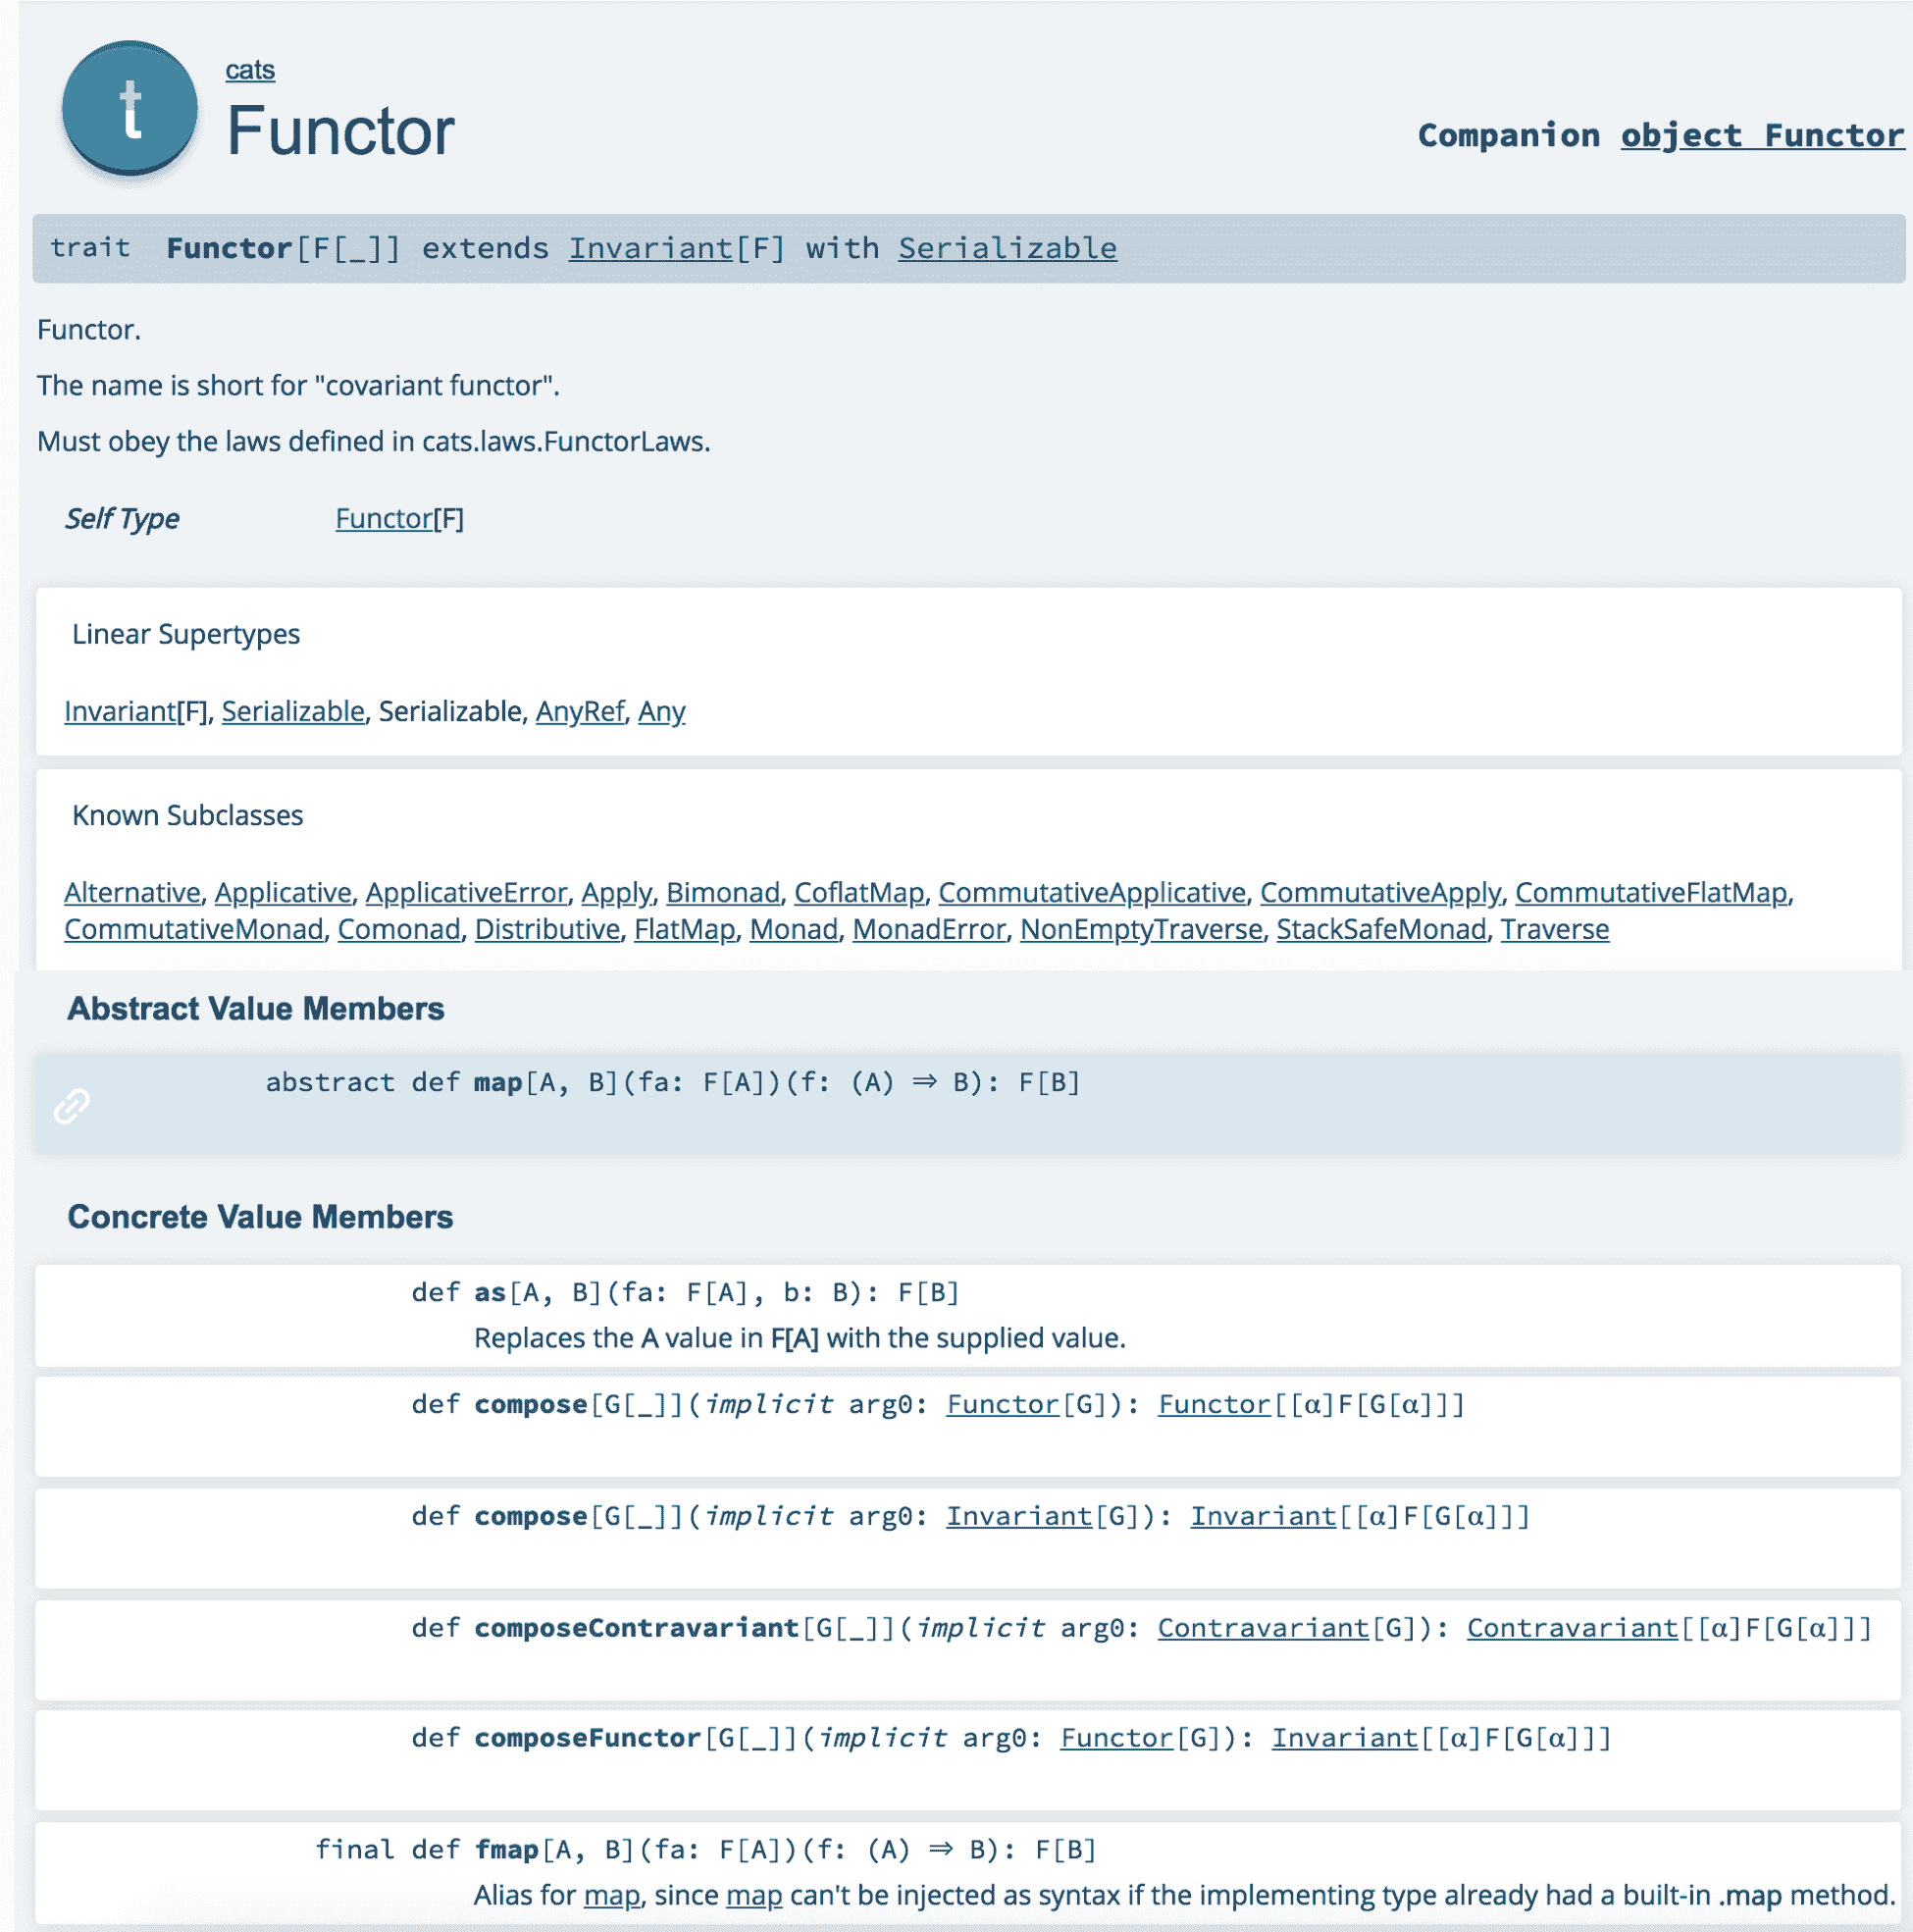 t
cats
Functor
Companion object Functor
trait Functor[F[_]] extends Invariant[F] with Serializable
Functor.
The name is short for "covariant functor".
Must obey the laws defined in cats.laws.FunctorLaws.
Self Type Functor[F]
Linear Supertypes
Invariant[F], Serializable, Serializable, AnyRef, Any
Known Subclasses
Alternative, Applicative, ApplicativeError, Apply, Bimonad, CoflatMap, CommutativeApplicative, CommutativeApply, CommutativeFlatMap,
CommutativeMonad, Comonad, Distributive, FlatMap, Monad, MonadError, NonEmptyTraverse, StackSafeMonad, Traverse
Abstract Value Members
abstract def map[A, B](fa: F[A])(f: (A) ⇒ B): F[B]
Concrete Value Members
def as[A, B](fa: F[A], b: B): F[B]
Replaces the A value in F[A] with the supplied value.
def compose[G[_]](implicit arg0: Functor[G]): Functor[[α]F[G[α]]]
def compose[G[_]](implicit arg0: Invariant[G]): Invariant[[α]F[G[α]]]
def composeContravariant[G[_]](implicit arg0: Contravariant[G]): Contravariant[[α]F[G[α]]]
def composeFunctor[G[_]](implicit arg0: Functor[G]): Invariant[[α]F[G[α]]]
final def fmap[A, B](fa: F[A])(f: (A) ⇒ B): F[B]
Alias for map, since map can't be injected as syntax if the implementing type already had a built-in .map method.